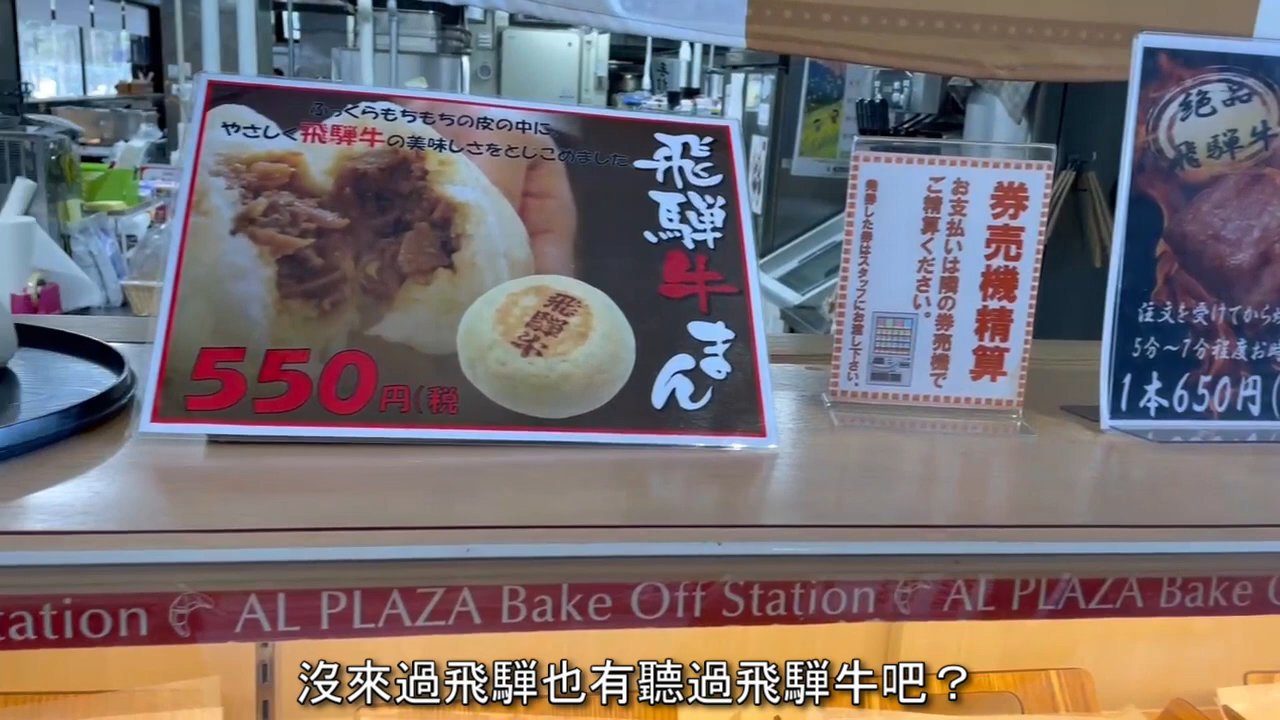 ふっくらもちもちの皮の中に
やさしく飛騨牛の美味しさをとじこめました
飛騨牛まん
飛騨牛
550円(税
券売機精算
お支払いは隣の券売機で
ご精算ください。
発券した券はスタッフにお渡し下さい。
絶品
飛騨牛
注文を受けてから
5分～7分程度お時
1本650円(
tation AL PLAZA Bake Off Station AL PLAZA Bake O
沒來過飛騨也有聽過飛騨牛吧？